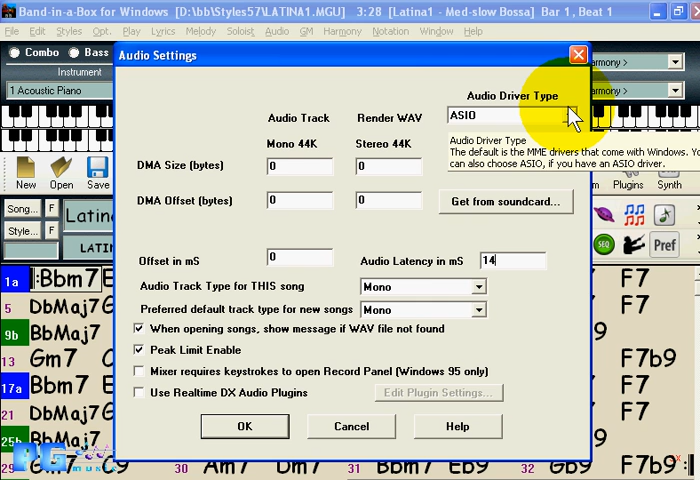 Band-in-a-Box for Windows [D:\bb\Styles57\LATINA1.MGU] 3:28 [Latina1 - Med-slow Bossa] Bar 1, Beat 1
File Edit Styles Opt. Play Lyrics Melody Soloist Audio GM Harmony Notation Window Help
Combo Bass
Audio Settings
Instrument
Harmony >
1 Acoustic Piano
Harmony >
Audio Driver Type
Audio Track Render WAV
ASIO
Mono 44K Stereo 44K
Audio Driver Type
The default is the MME drivers that come with Windows. Yo
can also choose ASIO, if you have an ASIO driver.
DMA Size (bytes) 0 0
New Open Save
Plugins Samples
DMA Offset (bytes) 0 0 Get from soundcard...
Song... F
Latin
Style... F
LATI
SEQ Pref
Offset in mS 0 Audio Latency in mS 14
1a Bbm7 F7
Audio Track Type for THIS song Mono
5 DbMaj7 F7
Preferred default track type for new songs Mono
9b BbMaj7
When opening songs, show message if WAV file not found
Peak Limit Enable
13 Gm7 F7b9
Mixer requires keystrokes to open Record Panel (Windows 95 only)
17a Bbm7 F7
Use Realtime DX Audio Plugins Edit Plugin Settings...
21 DbMaj7 F7
OK Cancel Help
25b BbMaj7
PG music
29 Gm7 G9 30 Am7 Dm7 31 Bbm7 Eb9 32 Gb9 F7b9